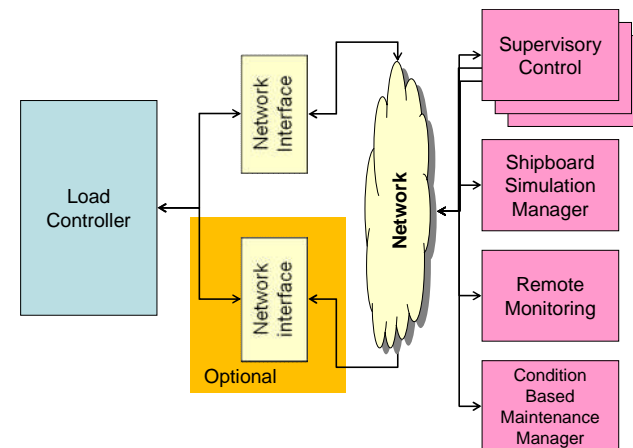 Load
Controller
Network
Interface
Network
interface
Optional
Network
Supervisory
Control
Shipboard
Simulation
Manager
Remote
Monitoring
Condition
Based
Maintenance
Manager